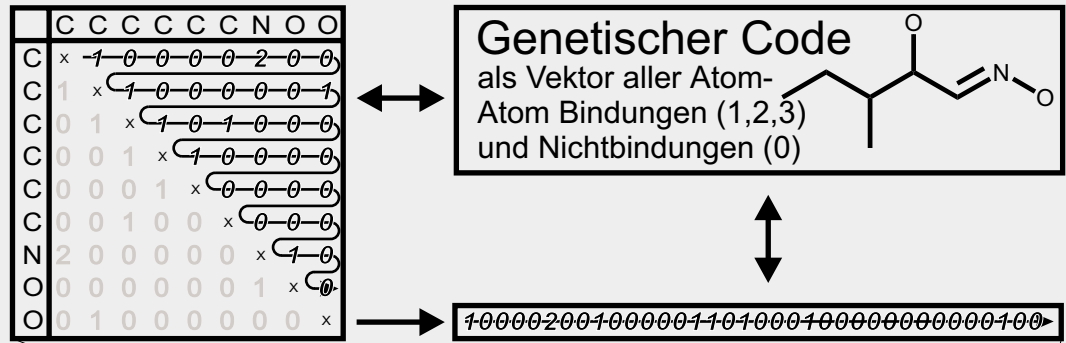 C C C C C C N O O
C x 1 0 0 0 0 2 0 0
C 1 x 1 0 0 0 0 0 1
C 0 1 x 1 0 1 0 0 0
C 0 0 1 x 1 0 0 0 0
C 0 0 0 1 x 0 0 0 0
C 0 0 1 0 0 x 0 0 0
N 2 0 0 0 0 0 x 1 0
O 0 0 0 0 0 0 1 x 0
O 0 1 0 0 0 0 0 0 x
Genetischer Code
als Vektor aller Atom-
Atom Bindungen (1,2,3)
und Nichtbindungen (0)
O
N
O
100002001000001101000100000000000100